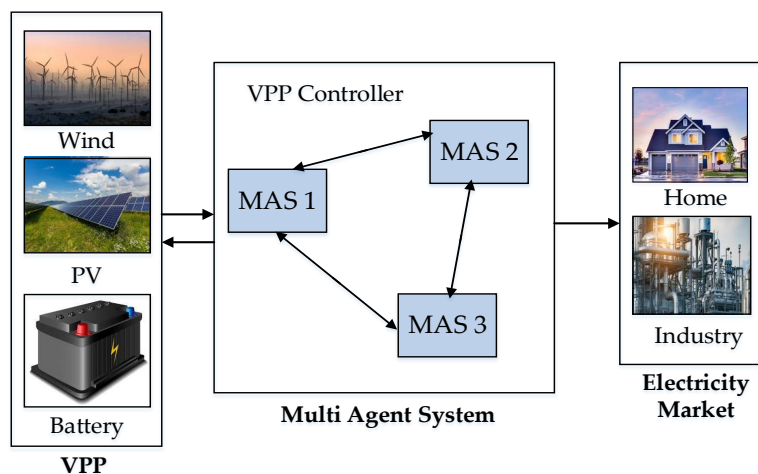 Wind
PV
Battery
VPP
VPP Controller
MAS 1
MAS 2
MAS 3
Multi Agent System
Home
Industry
Electricity
Market